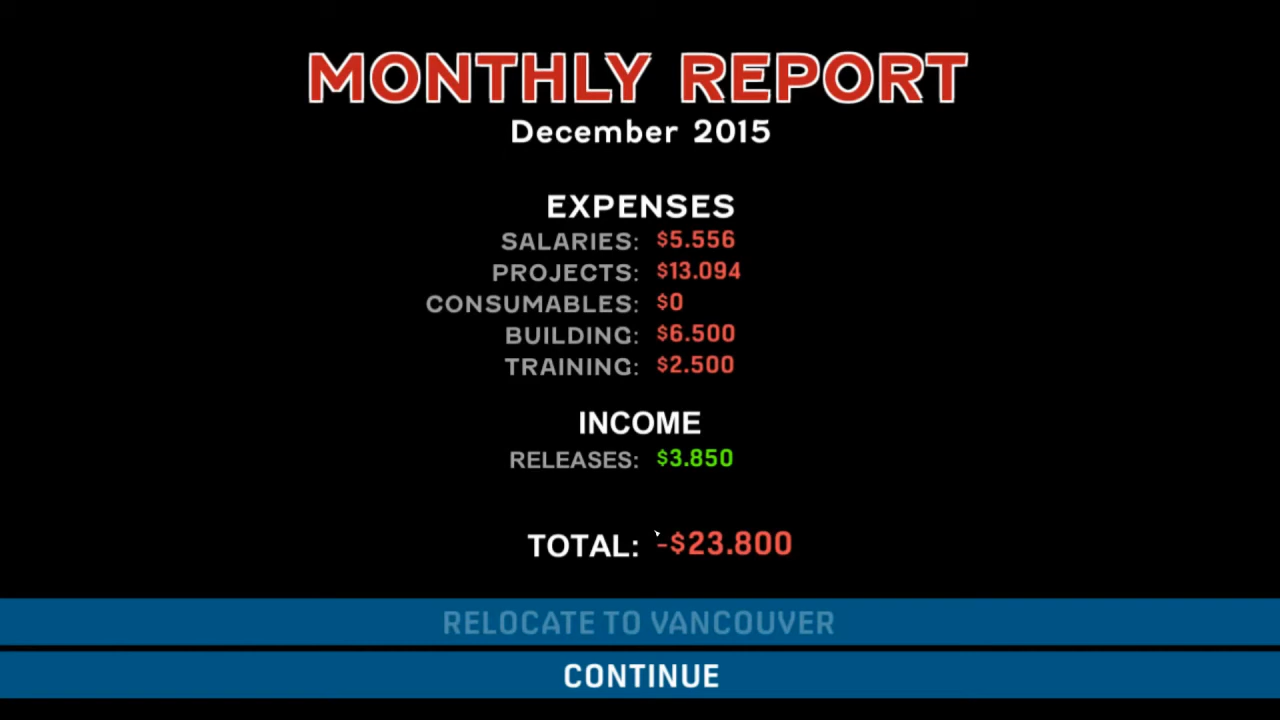 MONTHLY REPORT
December 2015
EXPENSES
SALARIES: $5.556
PROJECTS: $13.094
CONSUMABLES: $0
BUILDING: $6.500
TRAINING: $2.500
INCOME
RELEASES: $3.850
TOTAL: -$23.800
RELOCATE TO VANCOUVER
CONTINUE